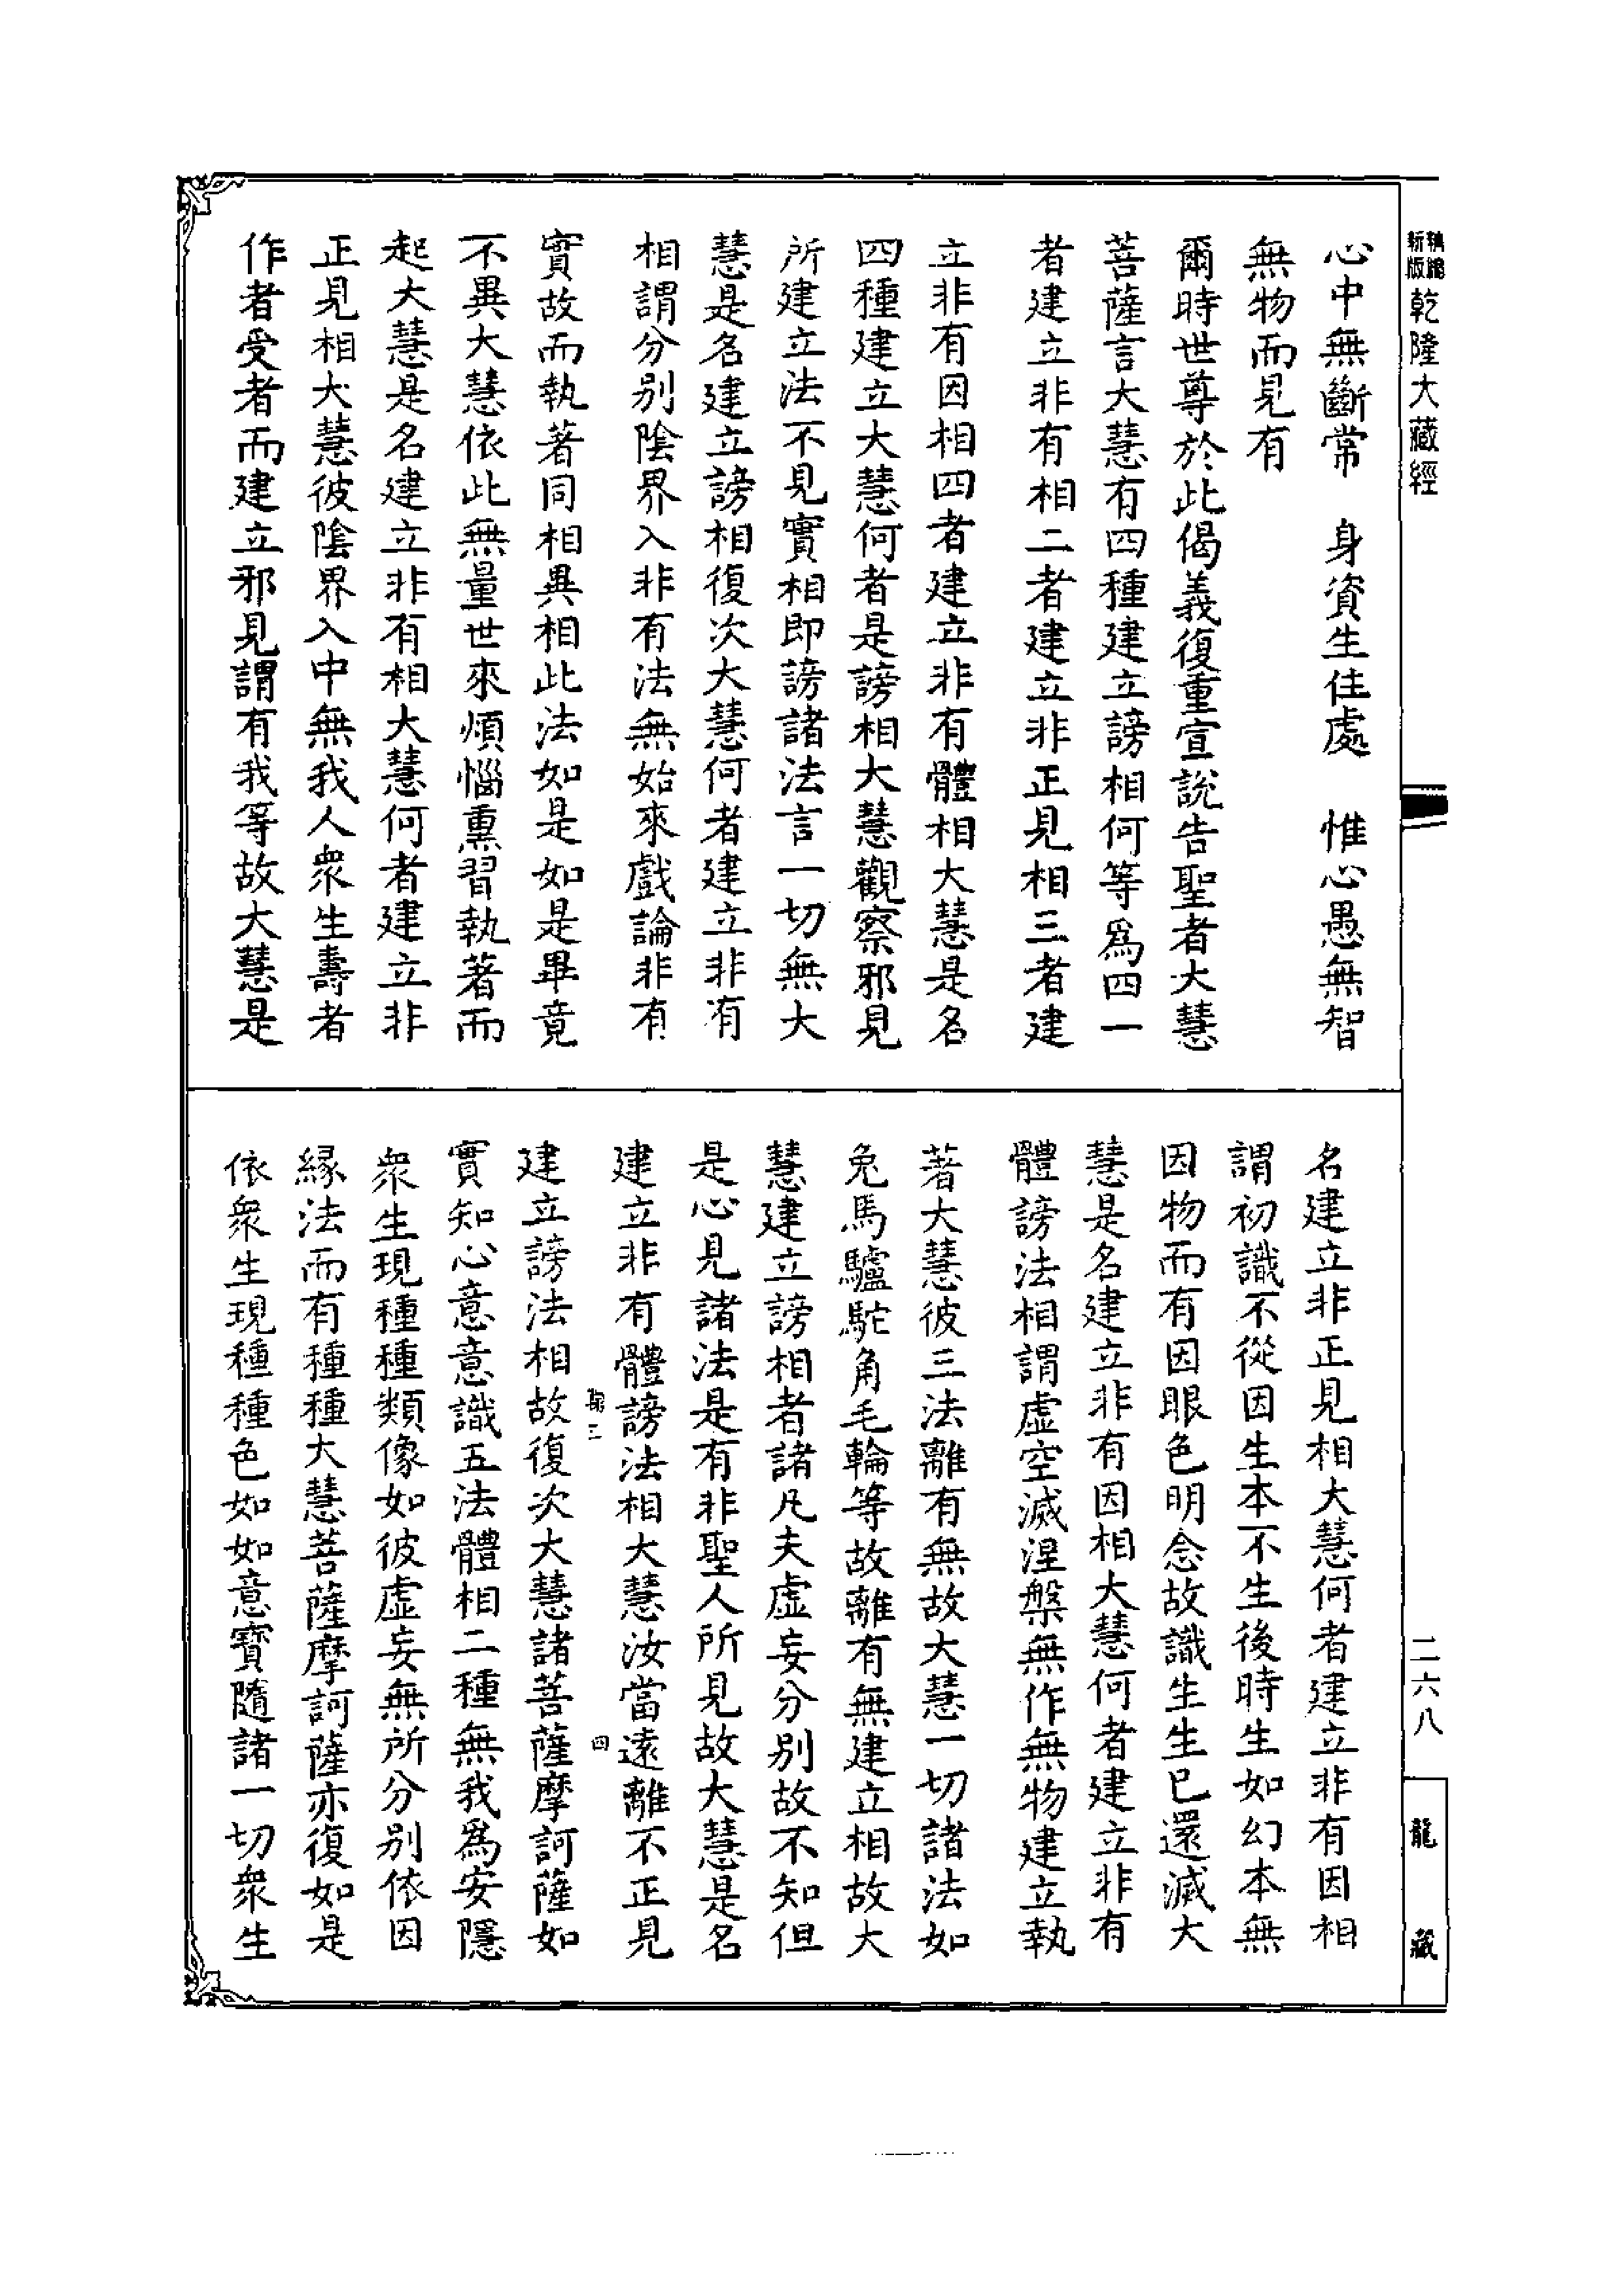 新版精縮乾隆大藏經
心中無斷常　身資生住處　惟心愚無智
無物而見有
爾時世尊於此偈義復重宣說告聖者大慧
菩薩言大慧有四種建立謗相何等爲四一
者建立非有相二者建立非正見相三者建
立非有因相四者建立非有體相大慧是名
四種建立大慧何者是謗相大慧觀察邪見
所建立法不見實相即謗諸法言一切無大
慧是名建立謗相復次大慧何者建立非有
相謂分別陰界入非有法無始來戲論非有
實故而執著同相異相此法如是如是畢竟
不異大慧依此無量世來煩惱熏習執著而
起大慧是名建立非有相大慧何者建立非
正見相大慧彼陰界入中無我人眾生壽者
作者受者而建立邪見謂有我等故大慧是
名建立非正見相大慧何者建立非有因相
謂初識不從因生本不生後時生如幻本無
因物而有因眼色明念故識生生已還滅大
慧是名建立非有因相大慧何者建立非有
體謗法相謂虛空滅涅槃無作無物建立執
著大慧彼三法離有無故大慧一切諸法如
兔馬驢駝角毛輪等故離有無建立相故大
慧建立謗相者諸凡夫虛妄分別故不知但
是心見諸法是有非聖人所見故大慧是名
建立非有體謗法相大慧汝當遠離不正見
三　四
建立謗法相故復次大慧諸菩薩摩訶薩如
實知心意意識五法體相二種無我爲安隱
眾生現種種類像如彼虛妄無所分別依因
緣法而有種種大慧菩薩摩訶薩亦復如是
依眾生現種種色如如意寶隨諸一切眾生
二六八
龍藏